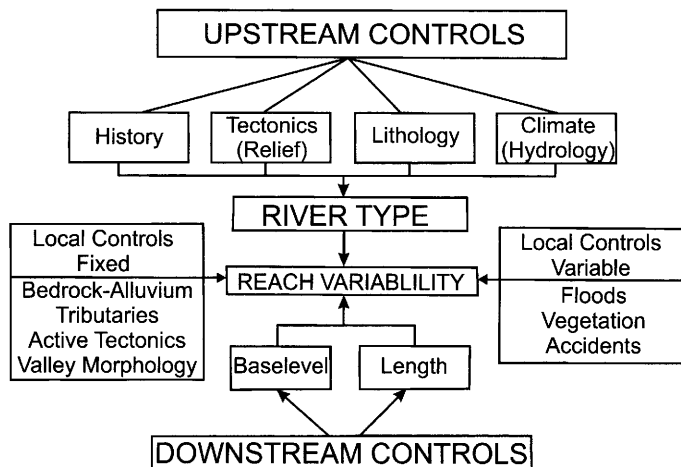 UPSTREAM CONTROLS
History
Tectonics
(Relief)
Lithology
Climate
(Hydrology)
RIVER TYPE
Local Controls
Fixed
Bedrock-Alluvium
Tributaries
Active Tectonics
Valley Morphology
REACH VARIABLILITY
Local Controls
Variable
Floods
Vegetation
Accidents
Baselevel
Length
DOWNSTREAM CONTROLS